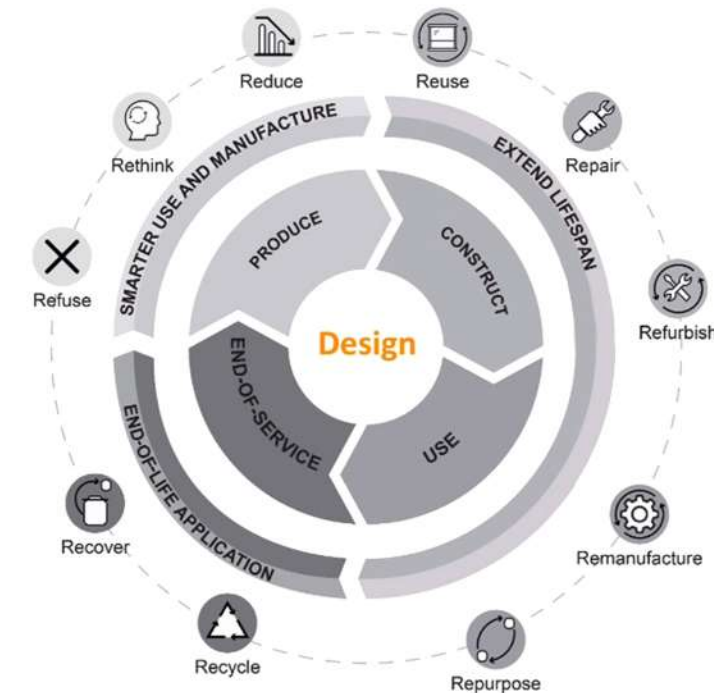 Reduce
Reuse
Rethink
Repair
Refuse
Refurbish
Recover
Remanufacture
Recycle
Repurpose
SMARTER USE AND MANUFACTURE
EXTEND LIFESPAN
END-OF-LIFE APPLICATION
PRODUCE
CONSTRUCT
USE
END-OF-SERVICE
Design